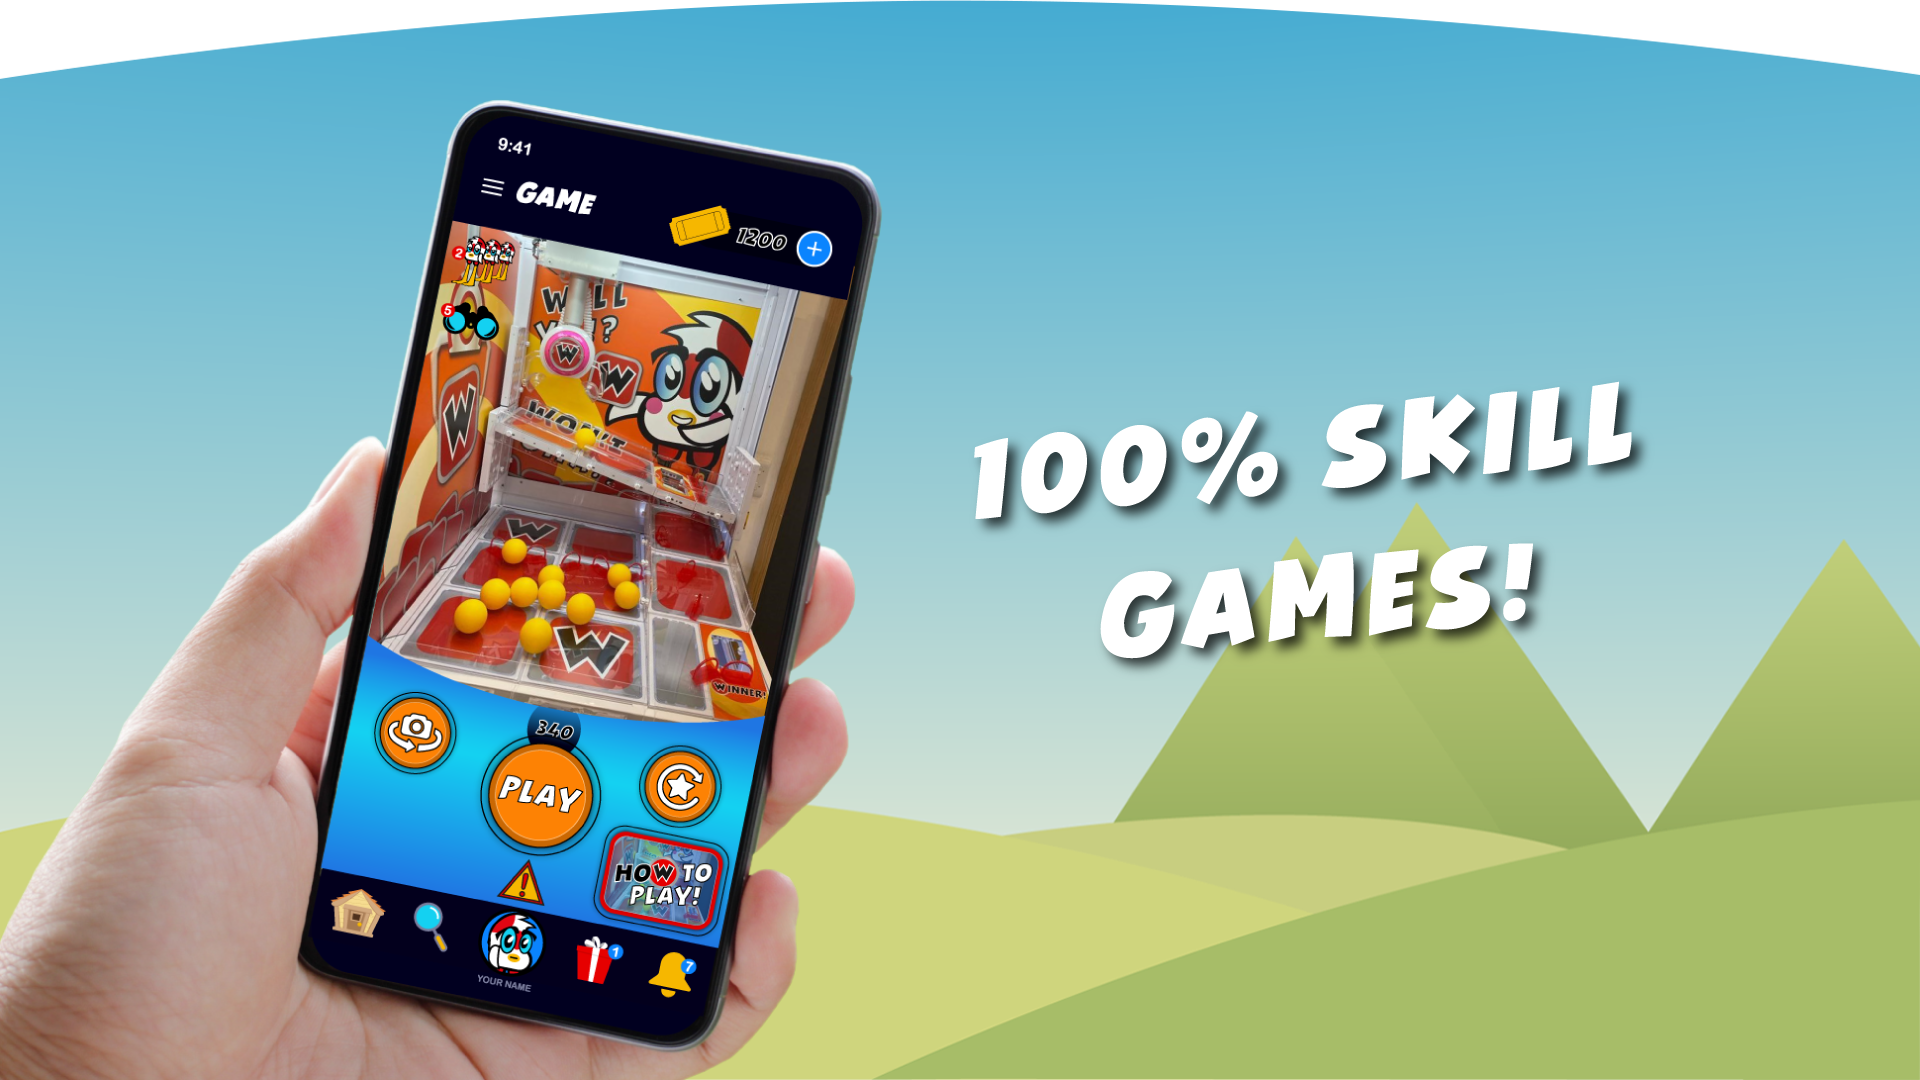 9:41
GAME
1200
2
5
W LL
Y U?
W
W
W
WON'T
W
W
WINNER!
340
PLAY
HOW TO
PLAY!
1
7
YOUR NAME
100% SKILL
GAMES!